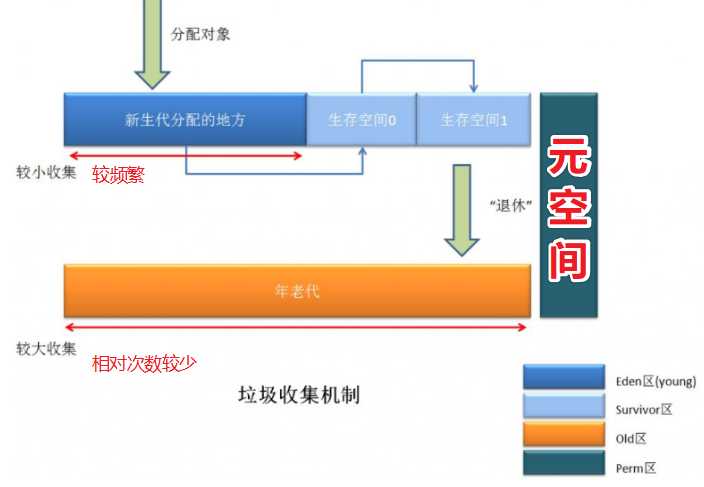 分配对象
新生代分配的地方
生存空间0
生存空间1
元空间
较小收集
较频繁
“退休”
年老代
较大收集
相对次数较少
垃圾收集机制
Eden区(young)
Survivor区
Old区
Perm区